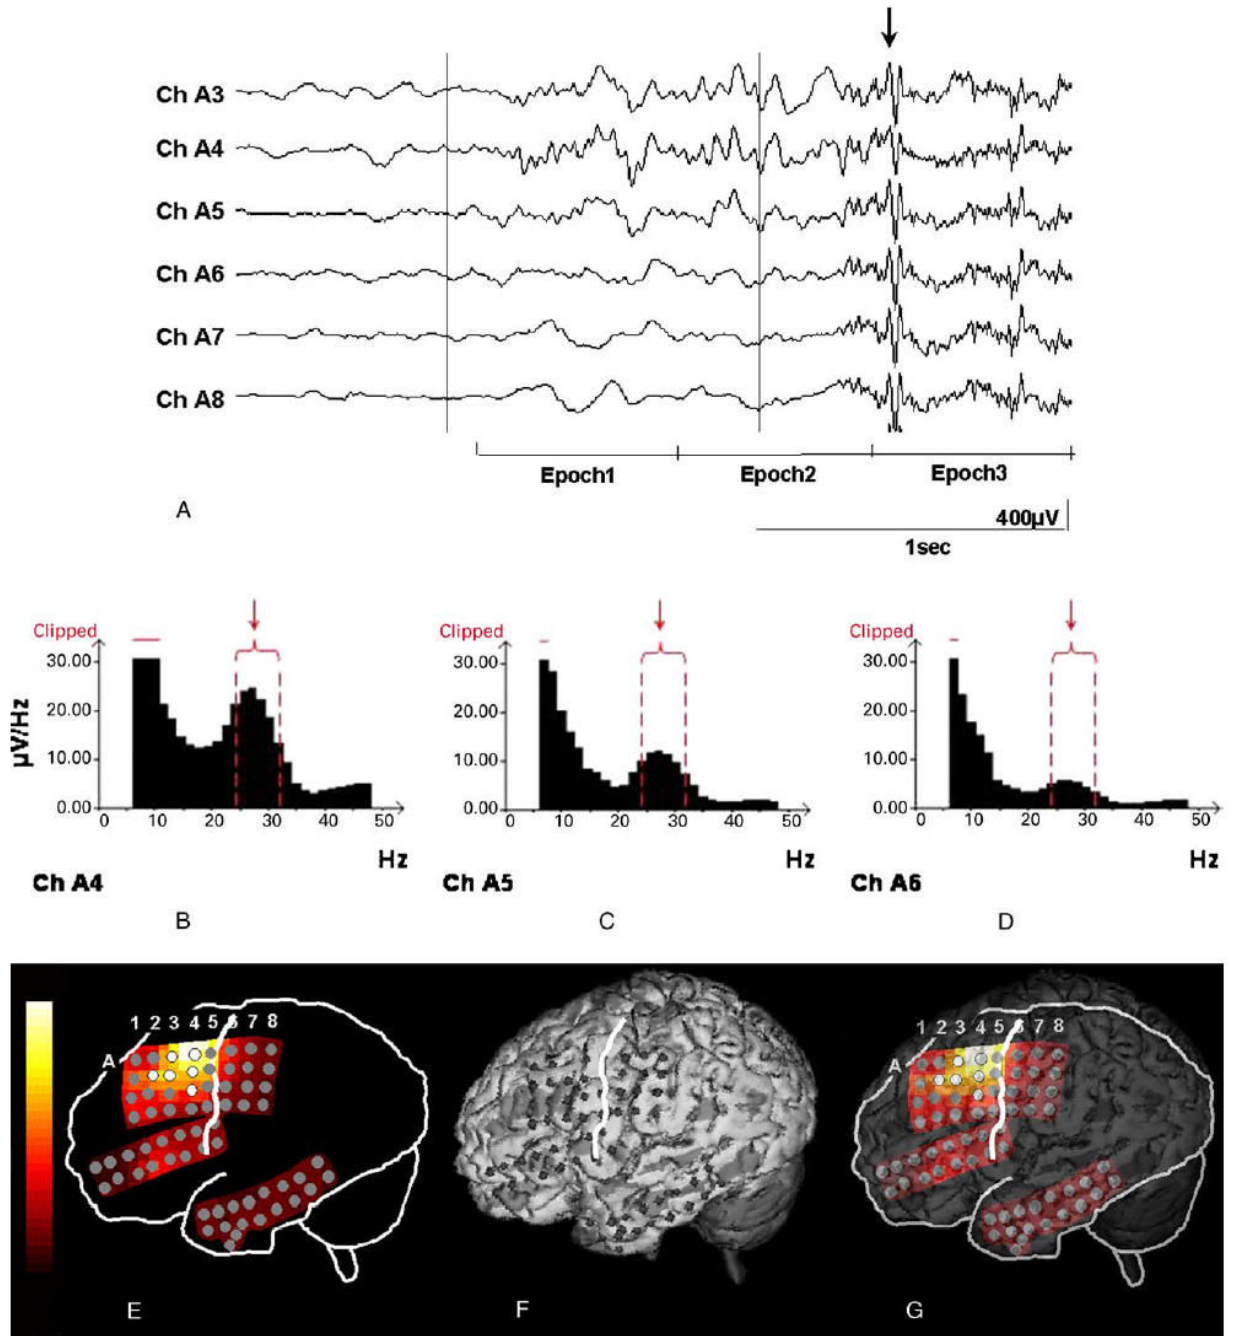 Ch A3
Ch A4
Ch A5
Ch A6
Ch A7
Ch A8
Epoch1 Epoch2 Epoch3
A
400µV
1sec
Clipped Clipped Clipped
30.00 30.00 30.00
20.00 20.00 20.00
10.00 10.00 10.00
0.00 0.00 0.00
µV/Hz
0 10 20 30 40 50 0 10 20 30 40 50 0 10 20 30 40 50
Hz Hz Hz
Ch A4 Ch A5 Ch A6
B C D
1 2 3 4 5 6 7 8 1 2 3 4 5 6 7 8
A A
E F G